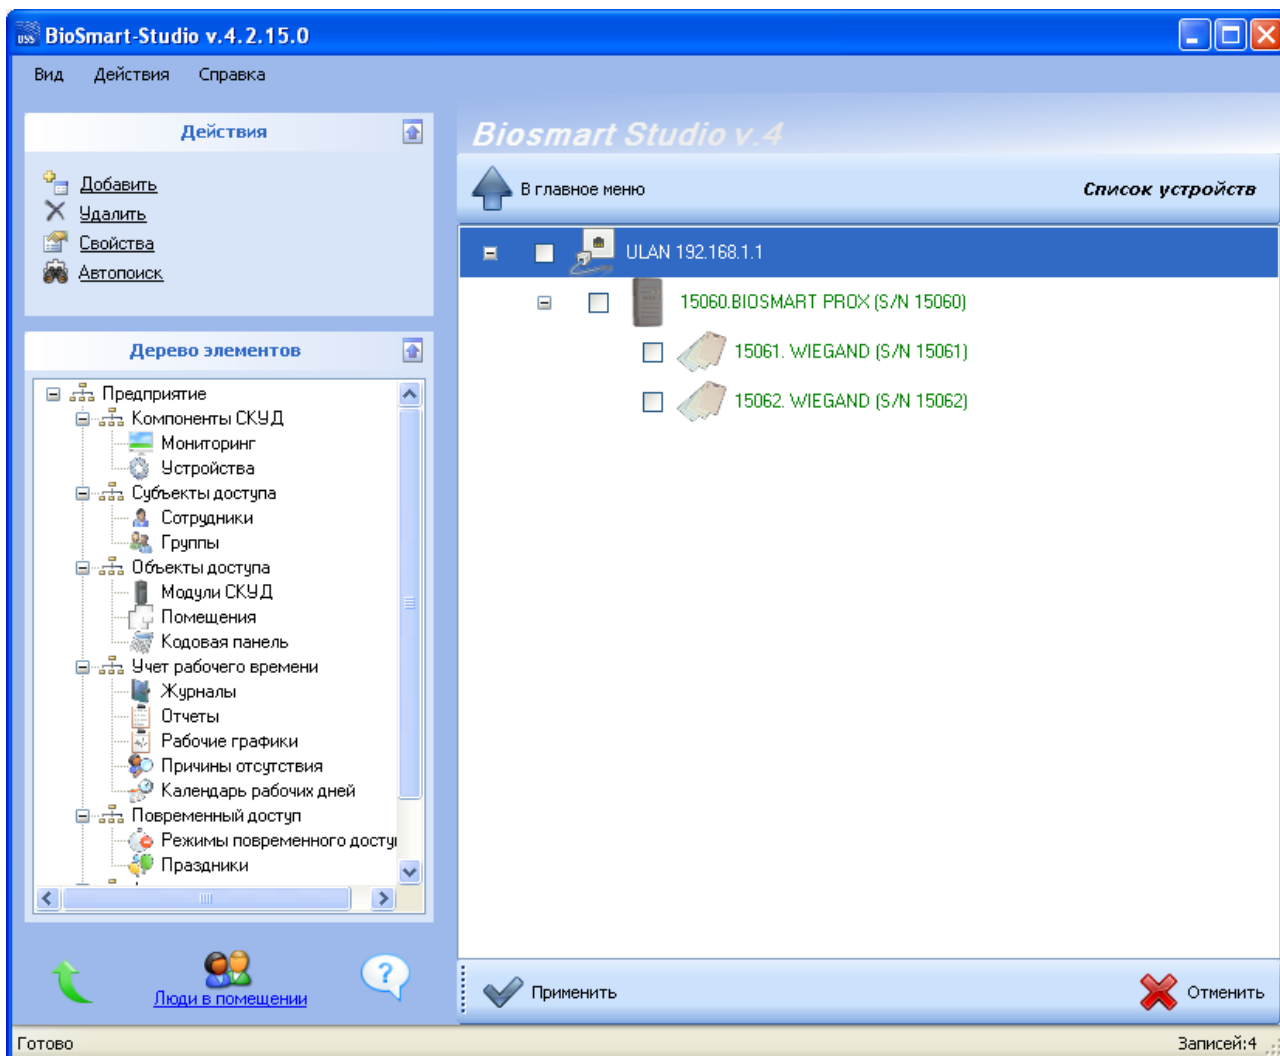 BioSmart-Studio v.4.2.15.0
Вид Действия Справка
Действия
Добавить
Удалить
Свойства
Автопоиск
Дерево элементов
Предприятие
Компоненты СКУД
Мониторинг
Устройства
Субъекты доступа
Сотрудники
Группы
Объекты доступа
Модули СКУД
Помещения
Кодовая панель
Учет рабочего времени
Журналы
Отчеты
Рабочие графики
Причины отсутствия
Календарь рабочих дней
Повременный доступ
Режимы повременного досту
Праздники
Люди в помещении
Biosmart Studio v.4
В главное меню
Список устройств
ULAN 192.168.1.1
15060.BIOSMART PROX (S/N 15060)
15061. WIEGAND (S/N 15061)
15062. WIEGAND (S/N 15062)
Применить
Отменить
Готово
Записей:4